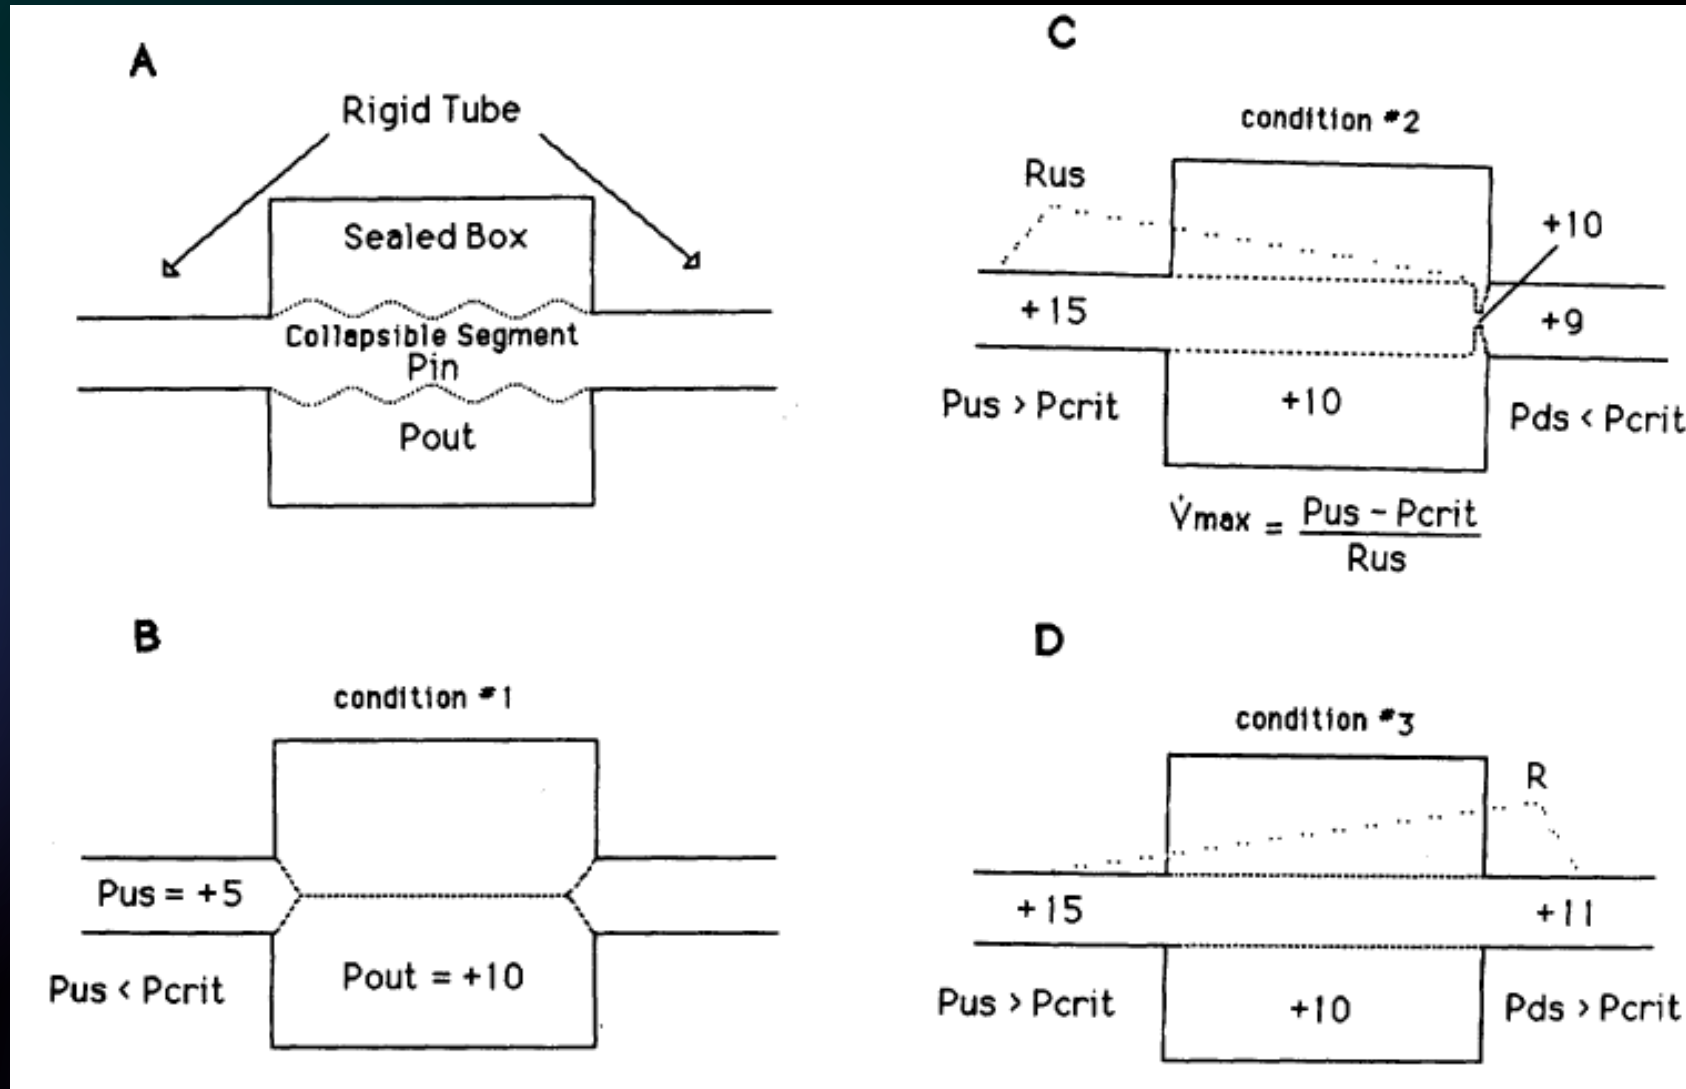 A
Rigid Tube
Sealed Box
Collapsible Segment
Pin
Pout
B
condition #1
Pus = +5
Pus < Pcrit
Pout = +10
C
condition #2
Rus
+10
+15
+9
Pus > Pcrit
+10
Pds < Pcrit
V̇max = Pus - Pcrit
Rus
D
condition #3
R
+15
+11
Pus > Pcrit
+10
Pds > Pcrit